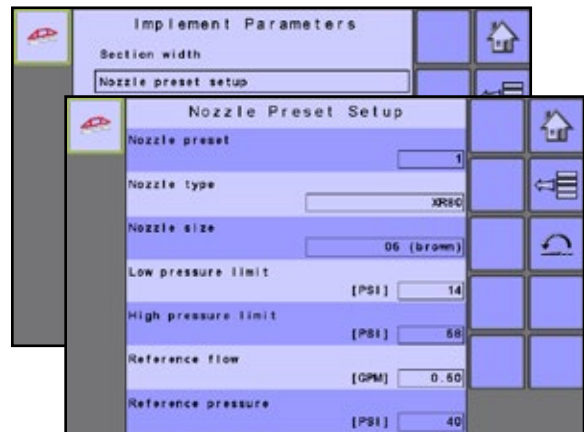 Implement Parameters
Section width
Nozzle preset setup
Nozzle Preset Setup
Nozzle preset
1
Nozzle type
XR80
Nozzle size
06 (brown)
Low pressure limit
[PSI] 14
High pressure limit
[PSI] 58
Reference flow
[GPM] 0.60
Reference pressure
[PSI] 40